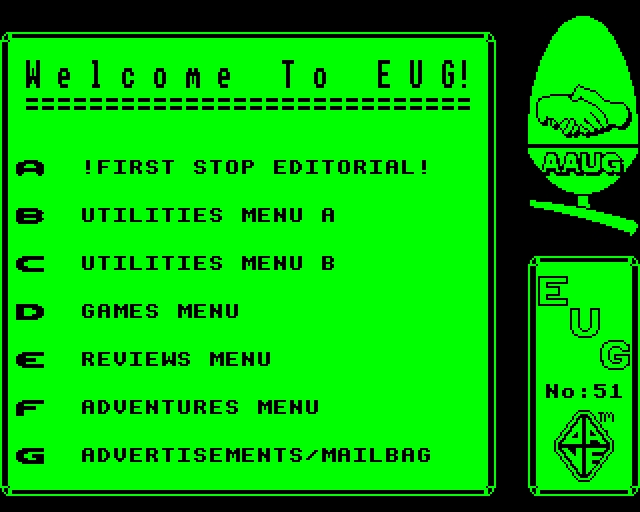 Welcome To EUG!
A !FIRST STOP EDITORIAL!
B UTILITIES MENU A
C UTILITIES MENU B
D GAMES MENU
E REVIEWS MENU
F ADVENTURES MENU
G ADVERTISEMENTS/MAILBAG
AAUG
EUG
No:51
TM